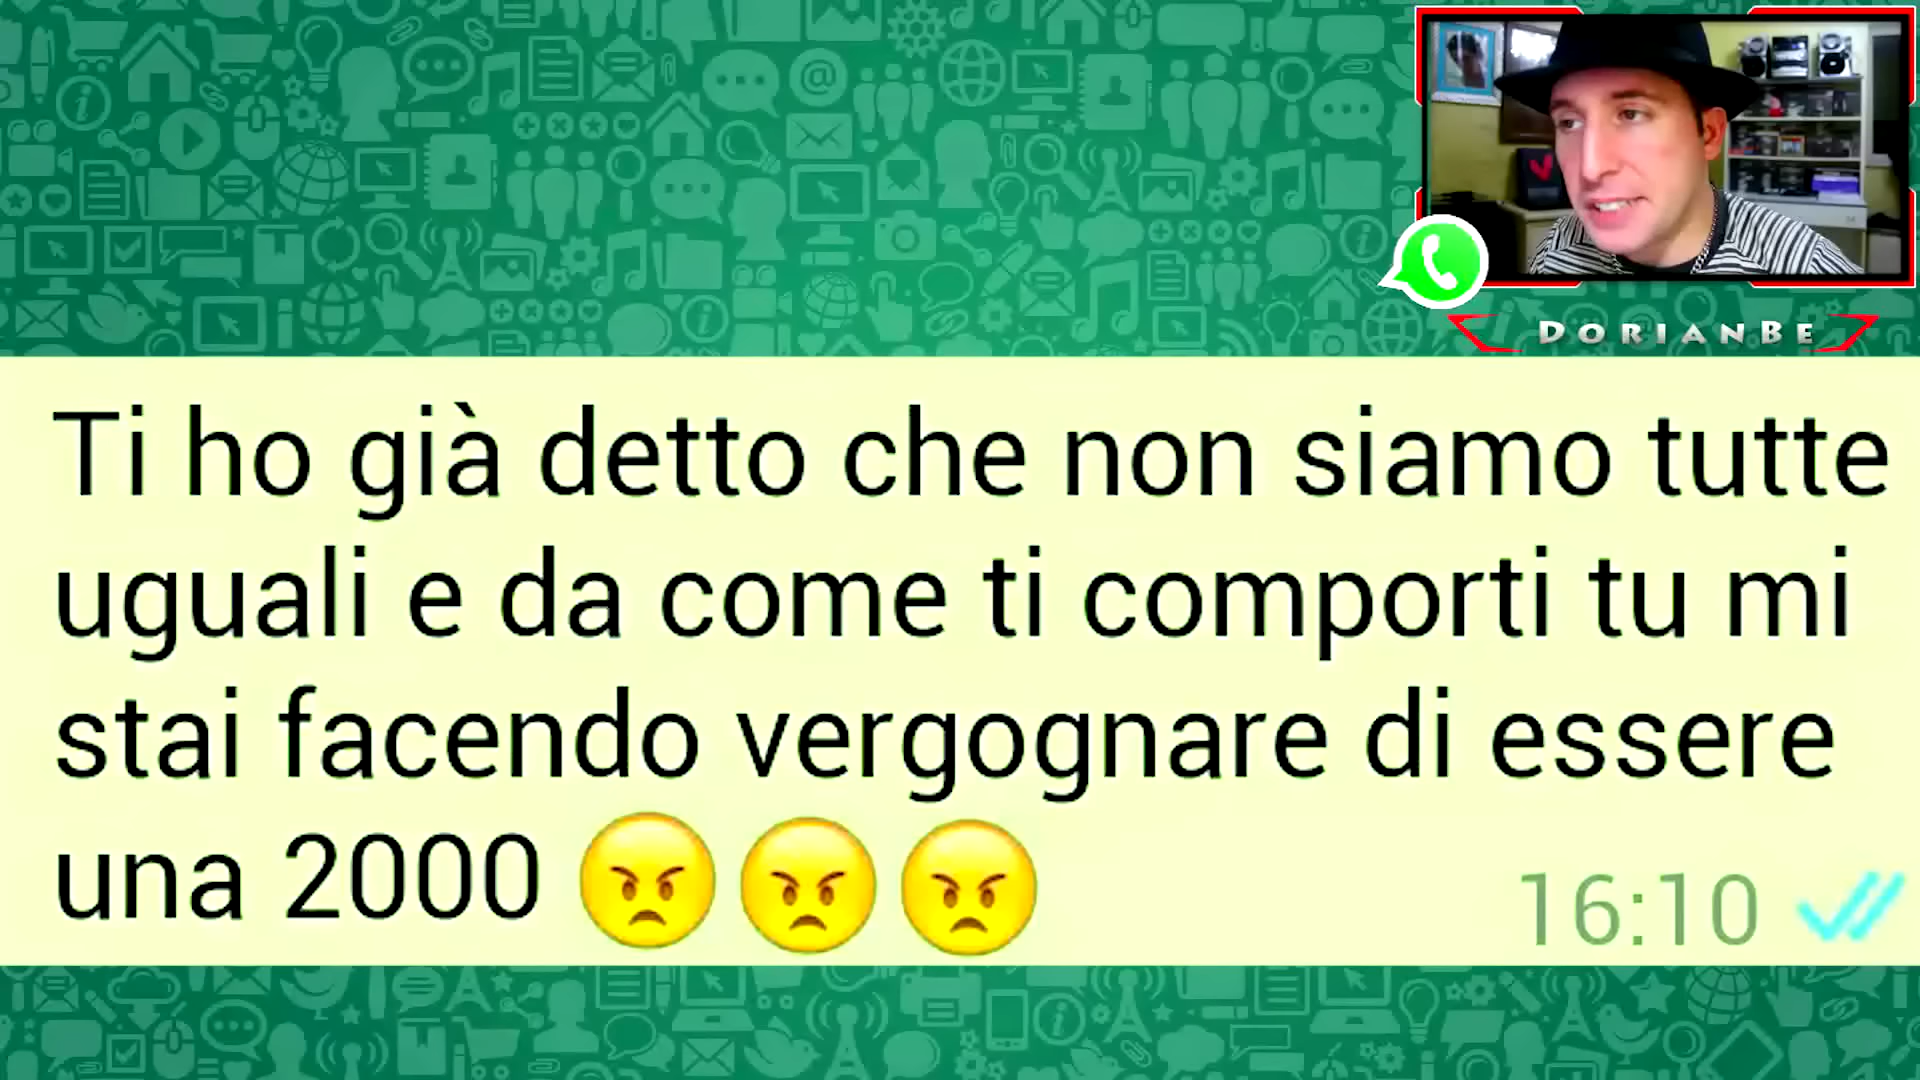 DORIANBE
Ti ho già detto che non siamo tutte
uguali e da come ti comporti tu mi
stai facendo vergognare di essere
una 2000 😠 😠 😠
16:10